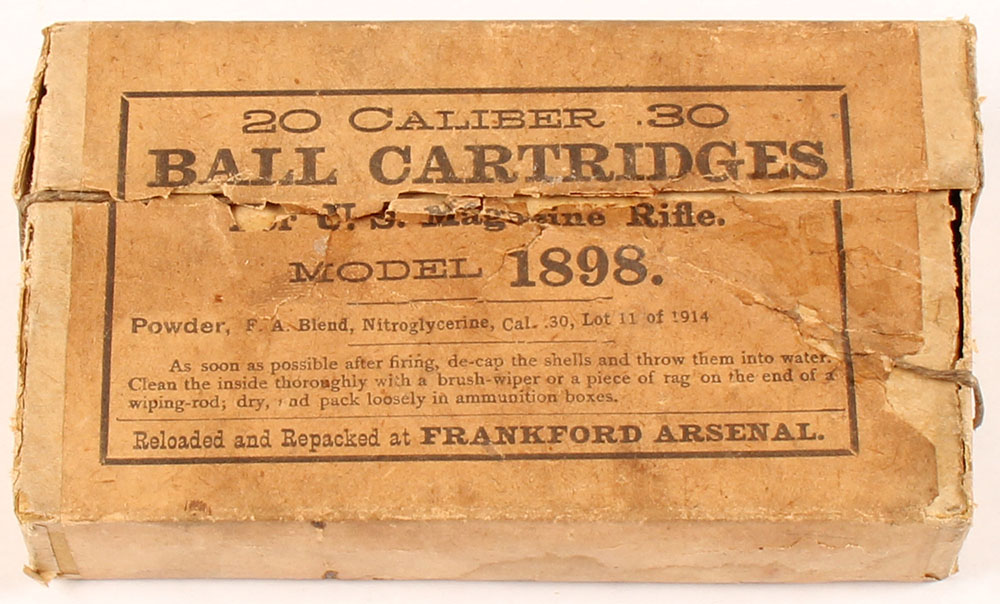 20 CALIBER .30
BALL CARTRIDGES
For U. S. Magazine Rifle.
MODEL 1898.
Powder, F. A. Blend, Nitroglycerine, Cal. .30, Lot 11 of 1914
As soon as possible after firing, de-cap the shells and throw them into water.
Clean the inside thoroughly with a brush-wiper or a piece of rag on the end of a
wiping-rod; dry, and pack loosely in ammunition boxes.
Reloaded and Repacked at FRANKFORD ARSENAL.